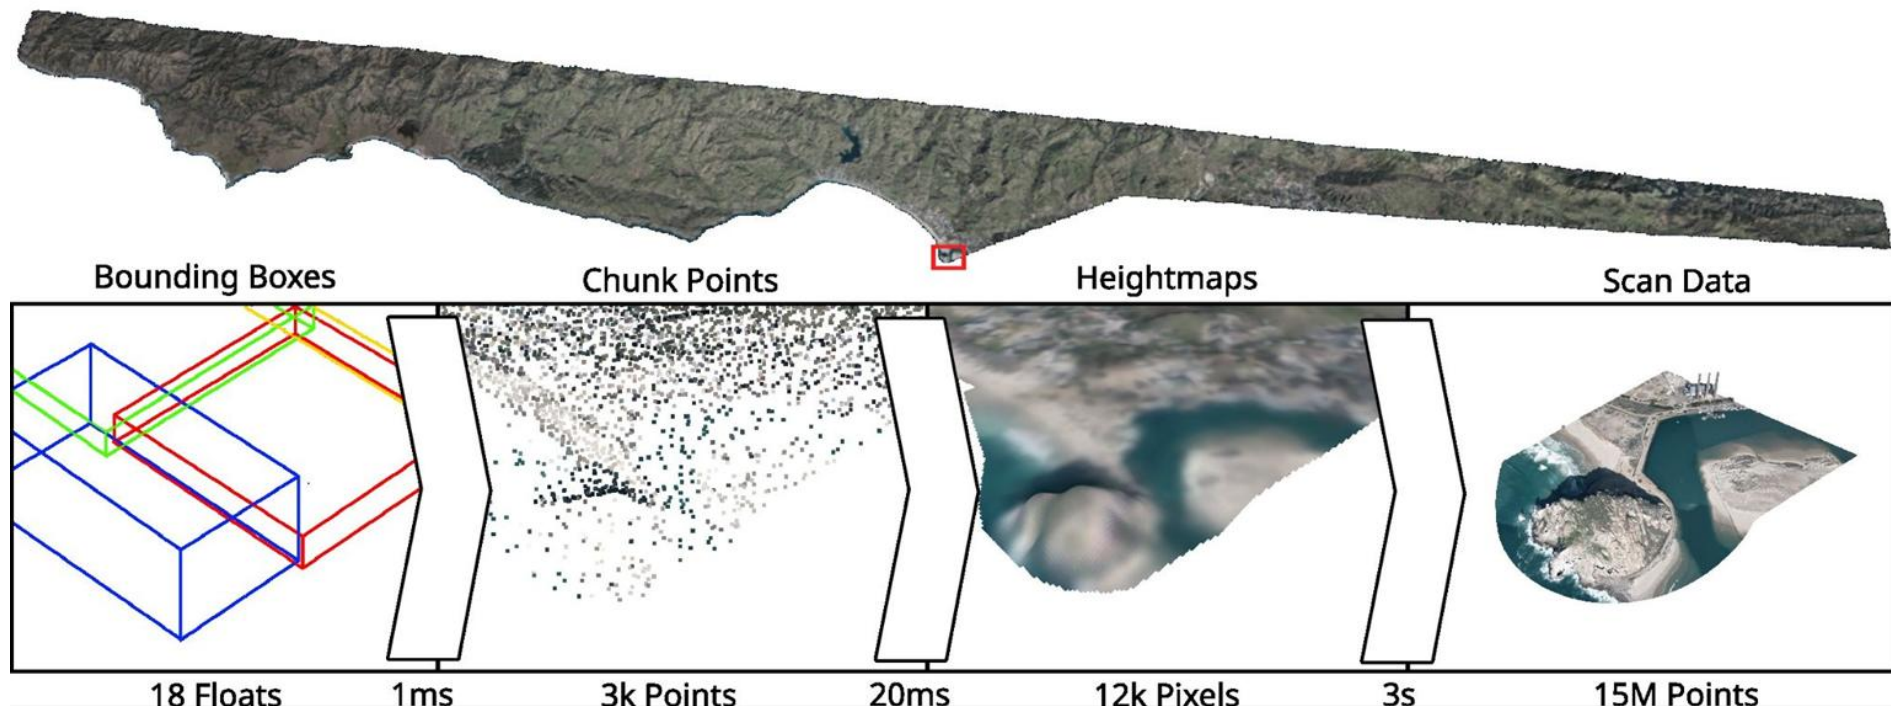 Bounding Boxes
Chunk Points
Heightmaps
Scan Data
18 Floats
1ms
3k Points
20ms
12k Pixels
3s
15M Points